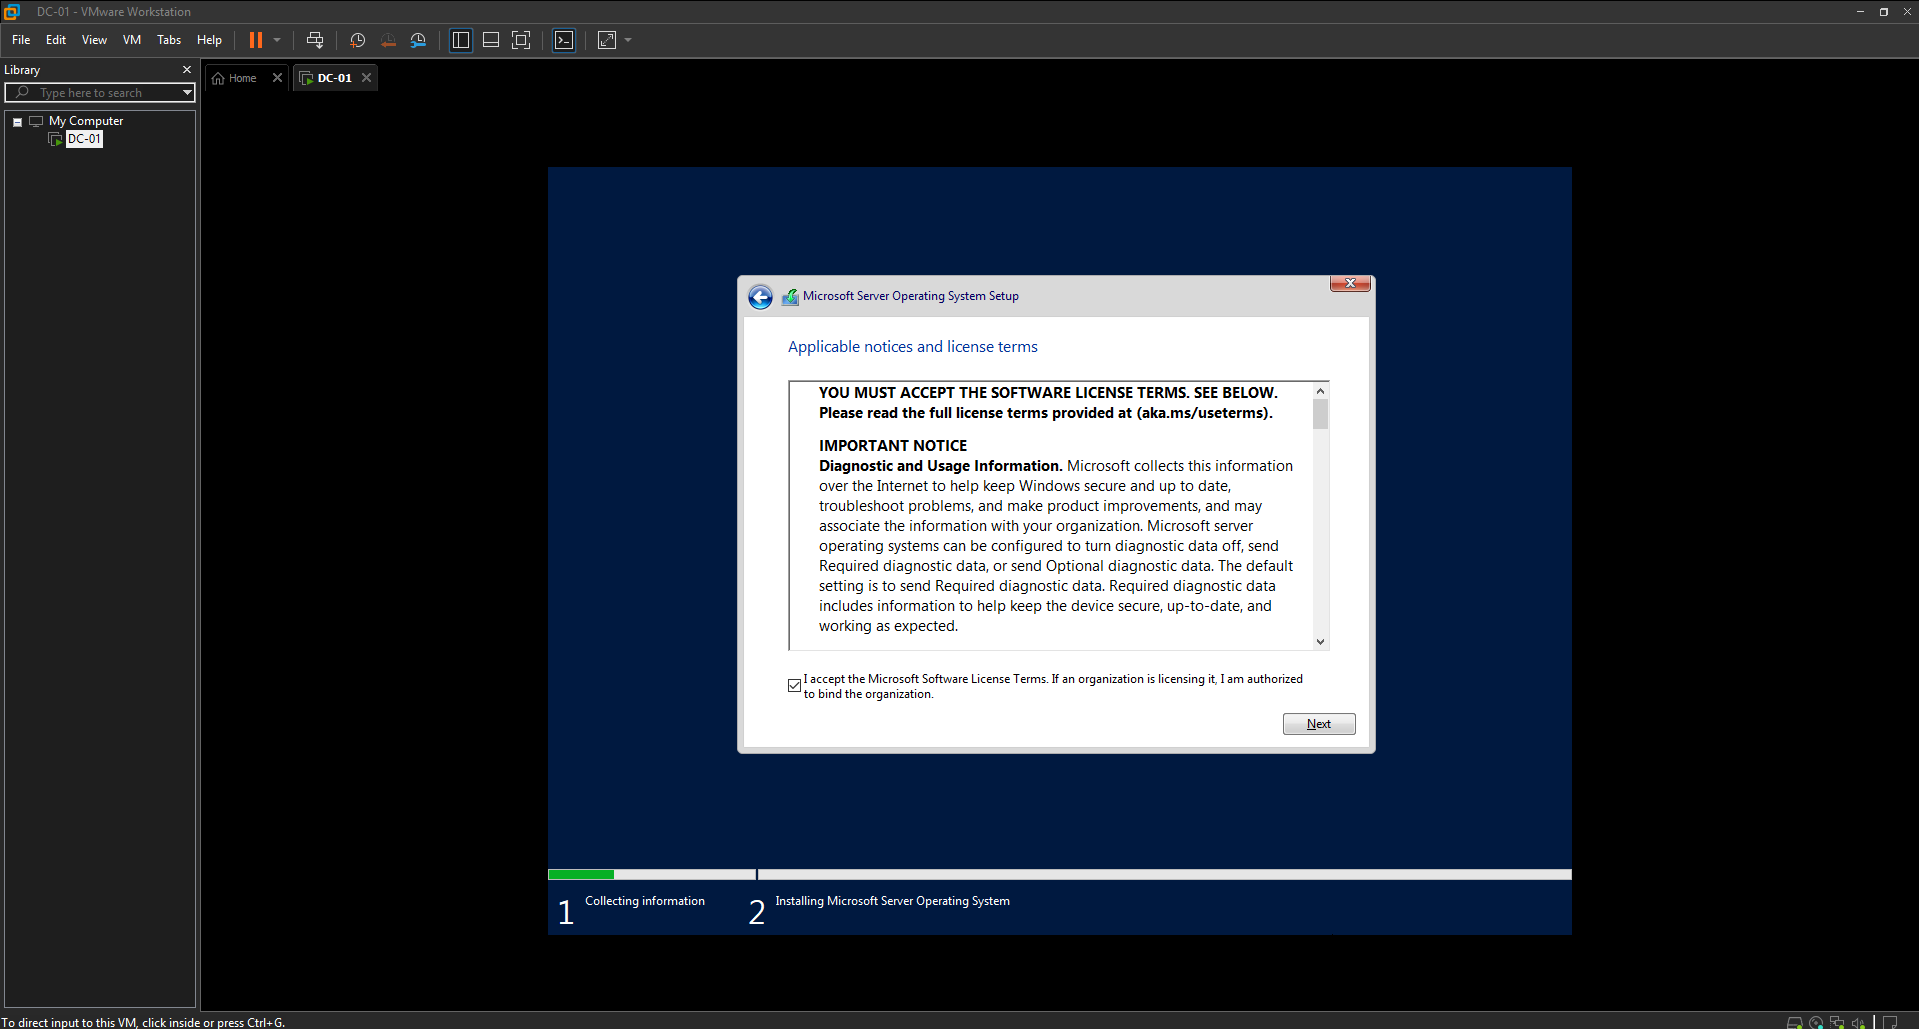 DC-01 - VMware Workstation
File Edit View VM Tabs Help
Library
Type here to search
My Computer
DC-01
Home
DC-01
Microsoft Server Operating System Setup
Applicable notices and license terms
YOU MUST ACCEPT THE SOFTWARE LICENSE TERMS. SEE BELOW.
Please read the full license terms provided at (aka.ms/useterms).
IMPORTANT NOTICE
Diagnostic and Usage Information. Microsoft collects this information
over the Internet to help keep Windows secure and up to date,
troubleshoot problems, and make product improvements, and may
associate the information with your organization. Microsoft server
operating systems can be configured to turn diagnostic data off, send
Required diagnostic data, or send Optional diagnostic data. The default
setting is to send Required diagnostic data. Required diagnostic data
includes information to help keep the device secure, up-to-date, and
working as expected.
I accept the Microsoft Software License Terms. If an organization is licensing it, I am authorized
to bind the organization.
Next
1 Collecting information
2 Installing Microsoft Server Operating System
To direct input to this VM, click inside or press Ctrl+G.